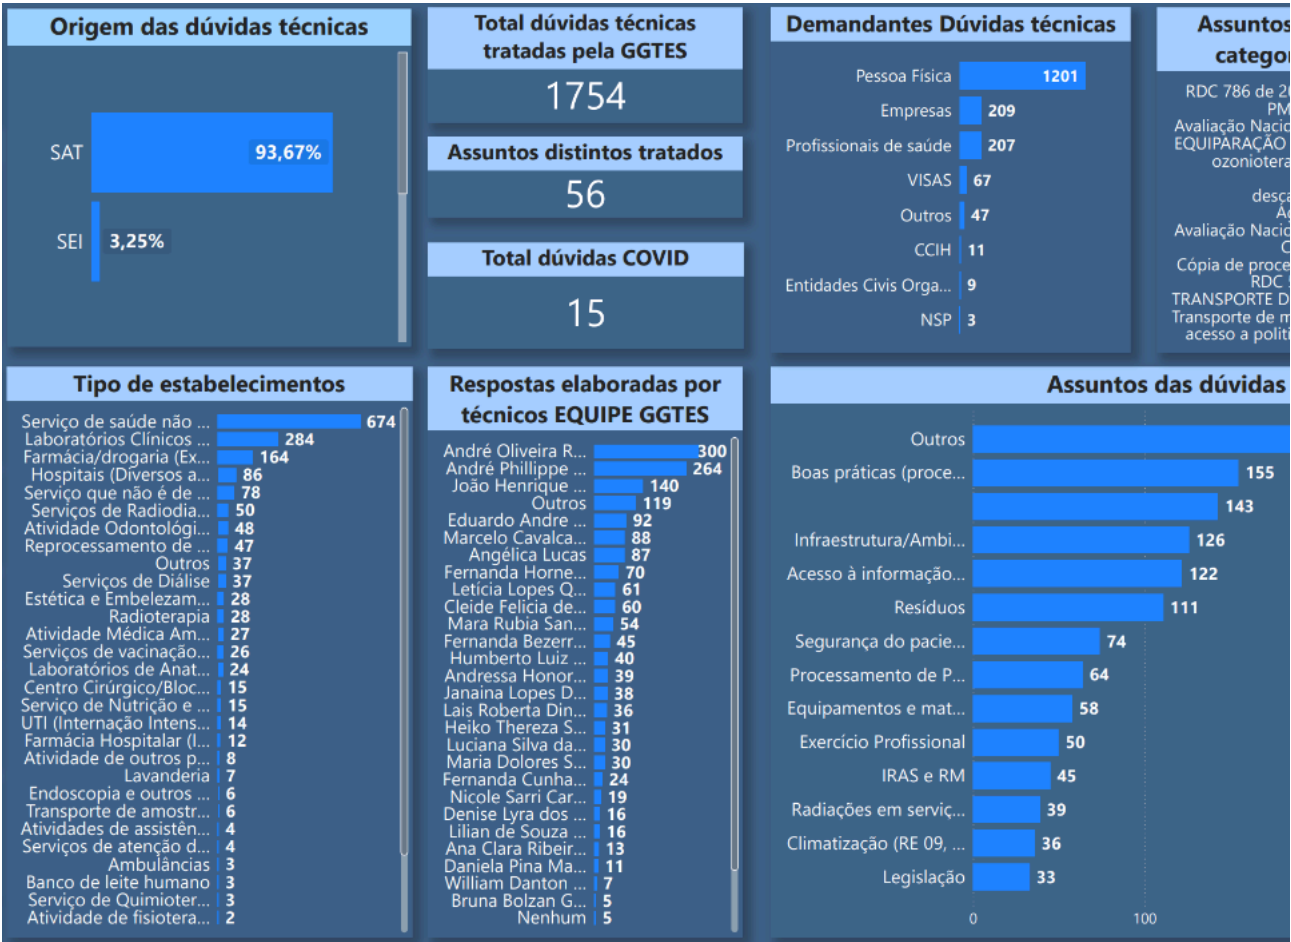 Origem das dúvidas técnicas
SAT 93,67%
SEI 3,25%
Total dúvidas técnicas
tratadas pela GGTES
1754
Assuntos distintos tratados
56
Total dúvidas COVID
15
Demandantes Dúvidas técnicas
Pessoa Física 1201
Empresas 209
Profissionais de saúde 207
VISAS 67
Outros 47
CCIH 11
Entidades Civis Orga... 9
NSP 3
Assuntos
categor
RDC 786 de 20
PM
Avaliação Nacio
EQUIPARAÇÃO
ozoniotera
desca
Aç
Avaliação Nacio
C
Cópia de proce
RDC
TRANSPORTE D
Transporte de m
acesso a politi
Tipo de estabelecimentos
Serviço de saúde não ... 674
Laboratórios Clínicos ... 284
Farmácia/drogaria (Ex... 164
Hospitais (Diversos a... 86
Serviço que não é de ... 78
Serviços de Radiodia... 50
Atividade Odontológi... 48
Reprocessamento de ... 47
Outros 37
Serviços de Diálise 37
Estética e Embelezam... 28
Radioterapia 28
Atividade Médica Am... 27
Serviços de vacinação... 26
Laboratórios de Anat... 24
Centro Cirúrgico/Bloc... 15
Serviço de Nutrição e ... 15
UTI (Internação Intens... 14
Farmácia Hospitalar (I... 12
Atividade de outros p... 8
Lavanderia 7
Endoscopia e outros ... 6
Transporte de amostr... 6
Atividades de assistên... 4
Serviços de atenção d... 4
Ambulâncias 3
Banco de leite humano 3
Serviço de Quimioter... 3
Atividade de fisiotera... 2
Respostas elaboradas por
técnicos EQUIPE GGTES
André Oliveira R... 300
André Phillippe ... 264
João Henrique ... 140
Outros 119
Eduardo Andre ... 92
Marcelo Cavalca... 88
Angélica Lucas 87
Fernanda Horne... 70
Letícia Lopes Q... 61
Cleide Felicia de... 60
Mara Rubia San... 54
Fernanda Bezerr... 45
Humberto Luiz ... 40
Andressa Honor... 39
Janaina Lopes D... 38
Lais Roberta Din... 36
Heiko Thereza S... 31
Luciana Silva da... 30
Maria Dolores S... 30
Fernanda Cunha... 24
Nicole Sarri Car... 19
Denise Lyra dos ... 16
Lilian de Souza ... 16
Ana Clara Ribeir... 13
Daniela Pina Ma... 11
William Danton ... 7
Bruna Bolzan G... 5
Nenhum 5
Assuntos das dúvidas
Outros
Boas práticas (proce... 155
143
Infraestrutura/Ambi... 126
Acesso à informação... 122
Resíduos 111
Segurança do pacie... 74
Processamento de P... 64
Equipamentos e mat... 58
Exercício Profissional 50
IRAS e RM 45
Radiações em serviç... 39
Climatização (RE 09, ... 36
Legislação 33
0 100